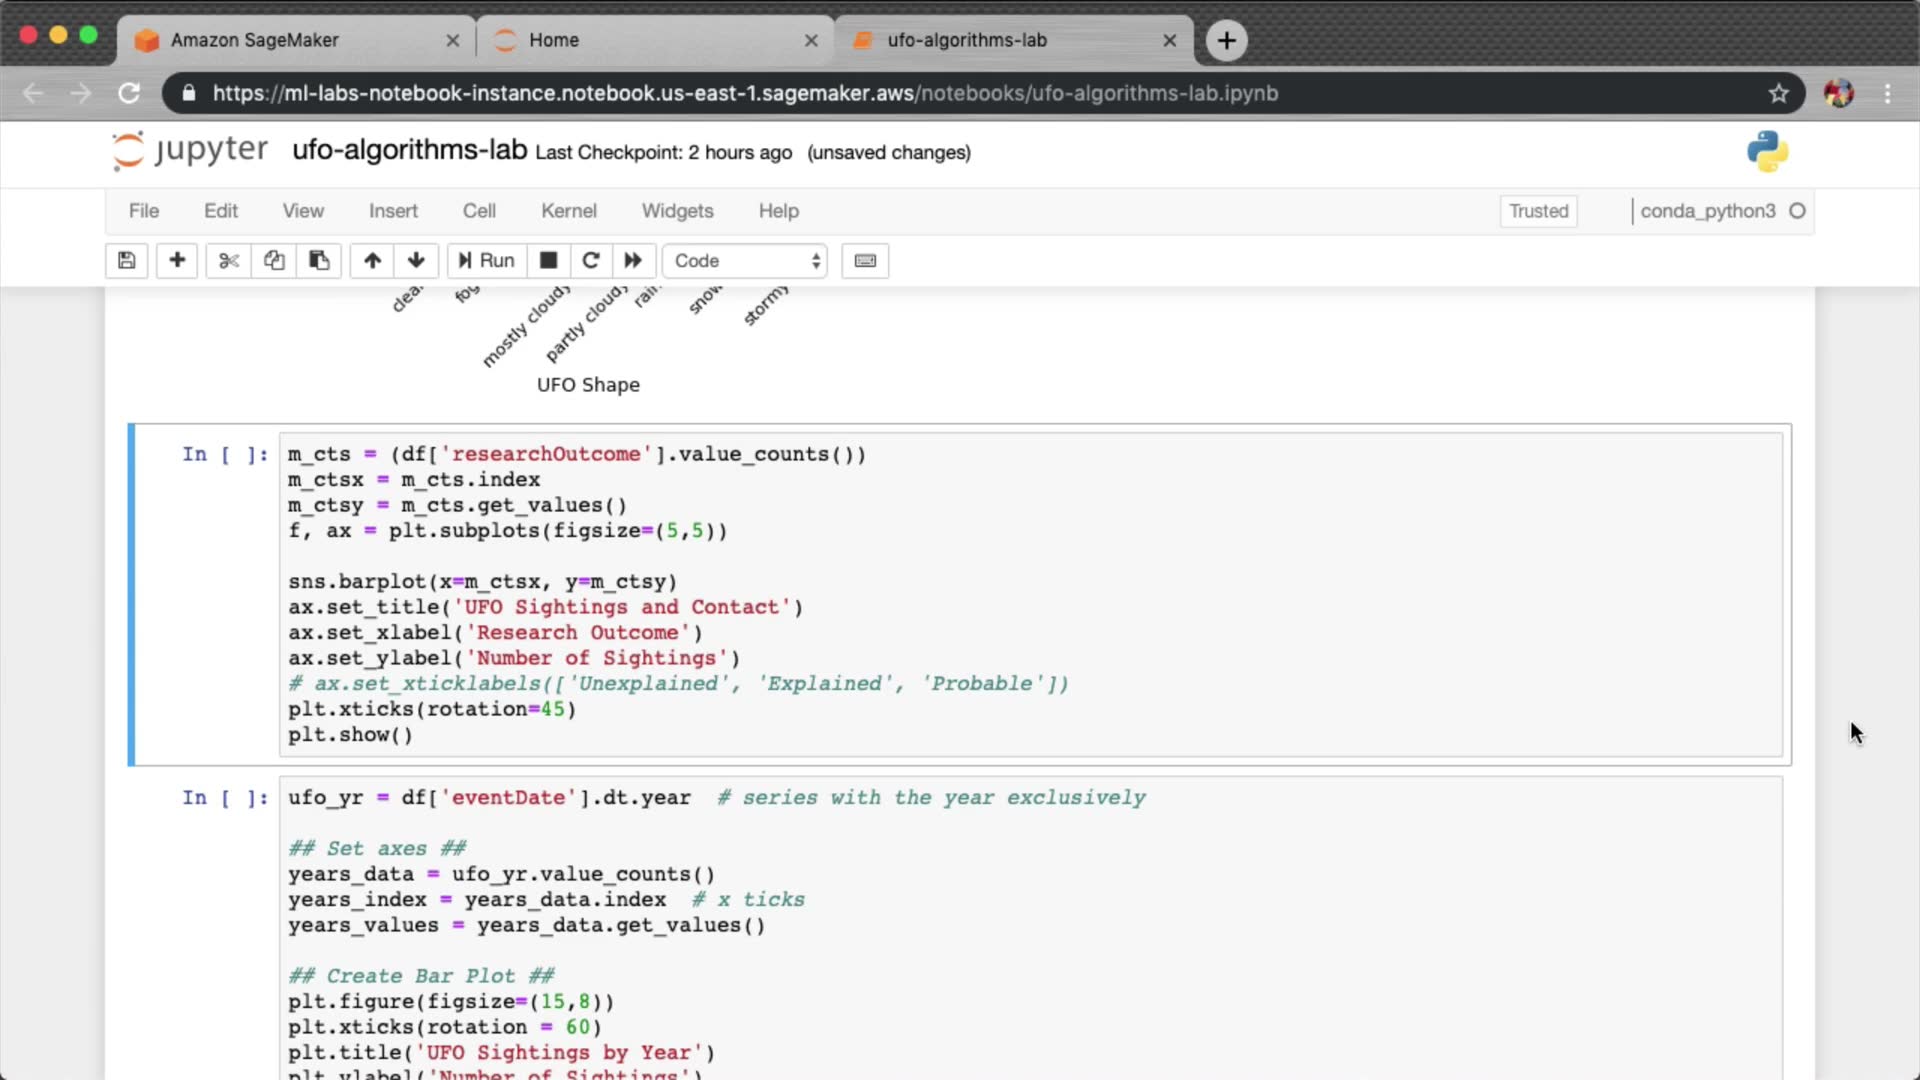 Amazon SageMaker
Home
ufo-algorithms-lab
https://ml-labs-notebook-instance.notebook.us-east-1.sagemaker.aws/notebooks/ufo-algorithms-lab.ipynb
jupyter ufo-algorithms-lab Last Checkpoint: 2 hours ago (unsaved changes)
File Edit View Insert Cell Kernel Widgets Help Trusted conda_python3
Run Code
clear fog mostly cloudy partly cloudy rain snow stormy
UFO Shape
In [ ]: m_cts = (df['researchOutcome'].value_counts())
m_ctsx = m_cts.index
m_ctsy = m_cts.get_values()
f, ax = plt.subplots(figsize=(5,5))
sns.barplot(x=m_ctsx, y=m_ctsy)
ax.set_title('UFO Sightings and Contact')
ax.set_xlabel('Research Outcome')
ax.set_ylabel('Number of Sightings')
# ax.set_xticklabels(['Unexplained', 'Explained', 'Probable'])
plt.xticks(rotation=45)
plt.show()
In [ ]: ufo_yr = df['eventDate'].dt.year # series with the year exclusively
## Set axes ##
years_data = ufo_yr.value_counts()
years_index = years_data.index # x ticks
years_values = years_data.get_values()
## Create Bar Plot ##
plt.figure(figsize=(15,8))
plt.xticks(rotation = 60)
plt.title('UFO Sightings by Year')
plt.ylabel('Number of Sightings')